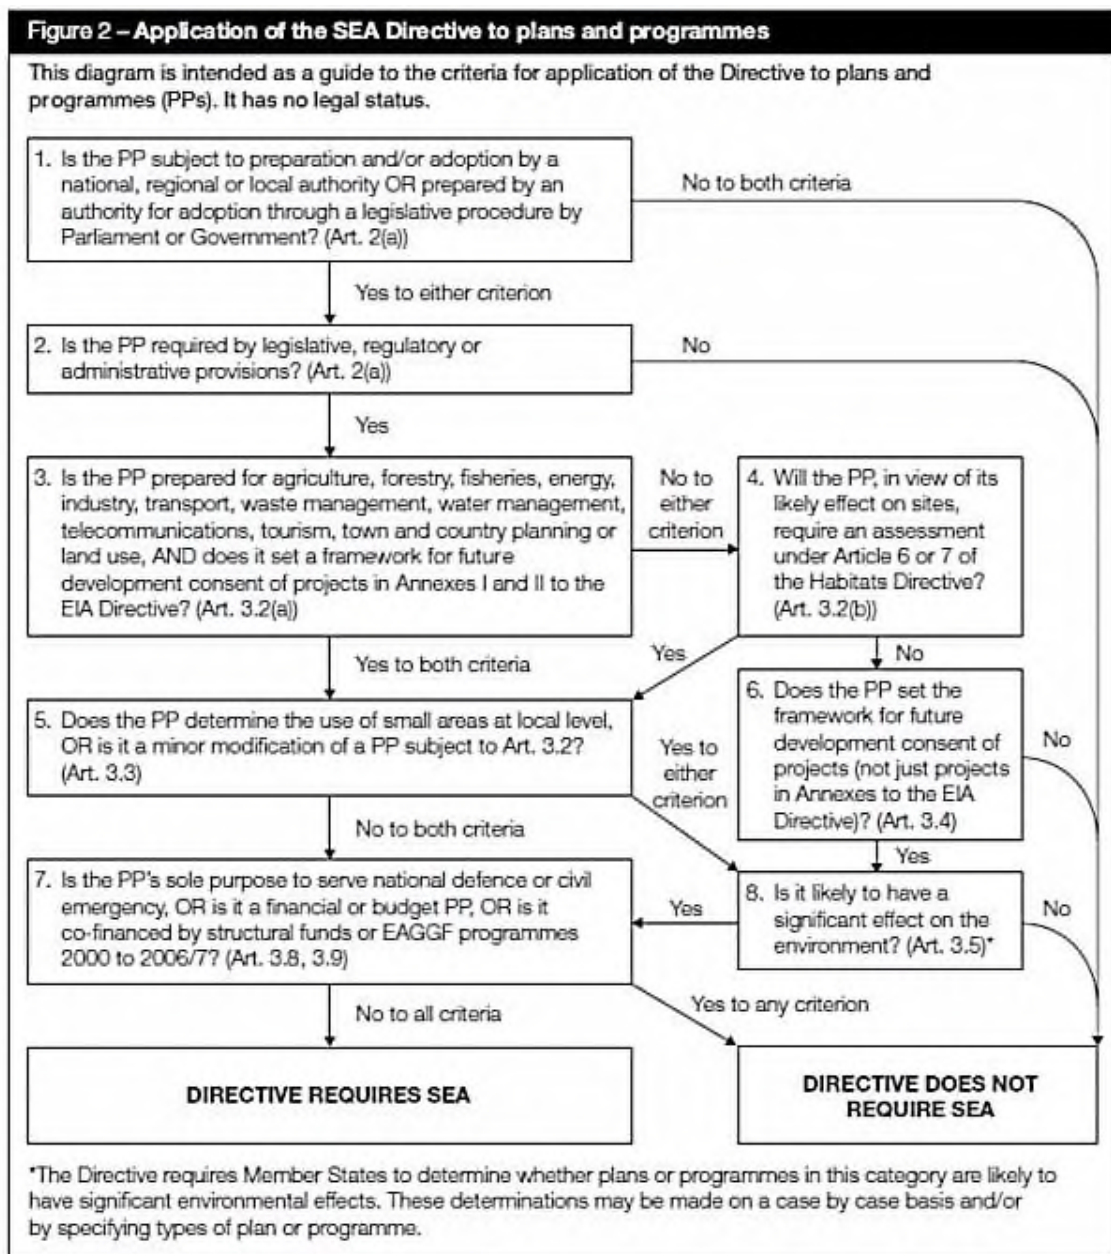 Figure 2 – Application of the SEA Directive to plans and programmes
This diagram is intended as a guide to the criteria for application of the Directive to plans and
programmes (PPs). It has no legal status.
1. Is the PP subject to preparation and/or adoption by a
national, regional or local authority OR prepared by an
authority for adoption through a legislative procedure by
Parliament or Government? (Art. 2(a))
No to both criteria
Yes to either criterion
2. Is the PP required by legislative, regulatory or
administrative provisions? (Art. 2(a))
No
Yes
3. Is the PP prepared for agriculture, forestry, fisheries, energy,
industry, transport, waste management, water management,
telecommunications, tourism, town and country planning or
land use, AND does it set a framework for future
development consent of projects in Annexes I and II to the
EIA Directive? (Art. 3.2(a))
No to
either
criterion
4. Will the PP, in view of its
likely effect on sites,
require an assessment
under Article 6 or 7 of
the Habitats Directive?
(Art. 3.2(b))
Yes to both criteria
Yes
No
5. Does the PP determine the use of small areas at local level,
OR is it a minor modification of a PP subject to Art. 3.2?
(Art. 3.3)
Yes to
either
criterion
6. Does the PP set the
framework for future
development consent of
projects (not just projects
in Annexes to the EIA
Directive)? (Art. 3.4)
No
No to both criteria
Yes
7. Is the PP's sole purpose to serve national defence or civil
emergency, OR is it a financial or budget PP, OR is it
co-financed by structural funds or EAGGF programmes
2000 to 2006/7? (Art. 3.8, 3.9)
Yes
8. Is it likely to have a
significant effect on the
environment? (Art. 3.5)*
No
No to all criteria
Yes to any criterion
DIRECTIVE REQUIRES SEA
DIRECTIVE DOES NOT
REQUIRE SEA
*The Directive requires Member States to determine whether plans or programmes in this category are likely to
have significant environmental effects. These determinations may be made on a case by case basis and/or
by specifying types of plan or programme.